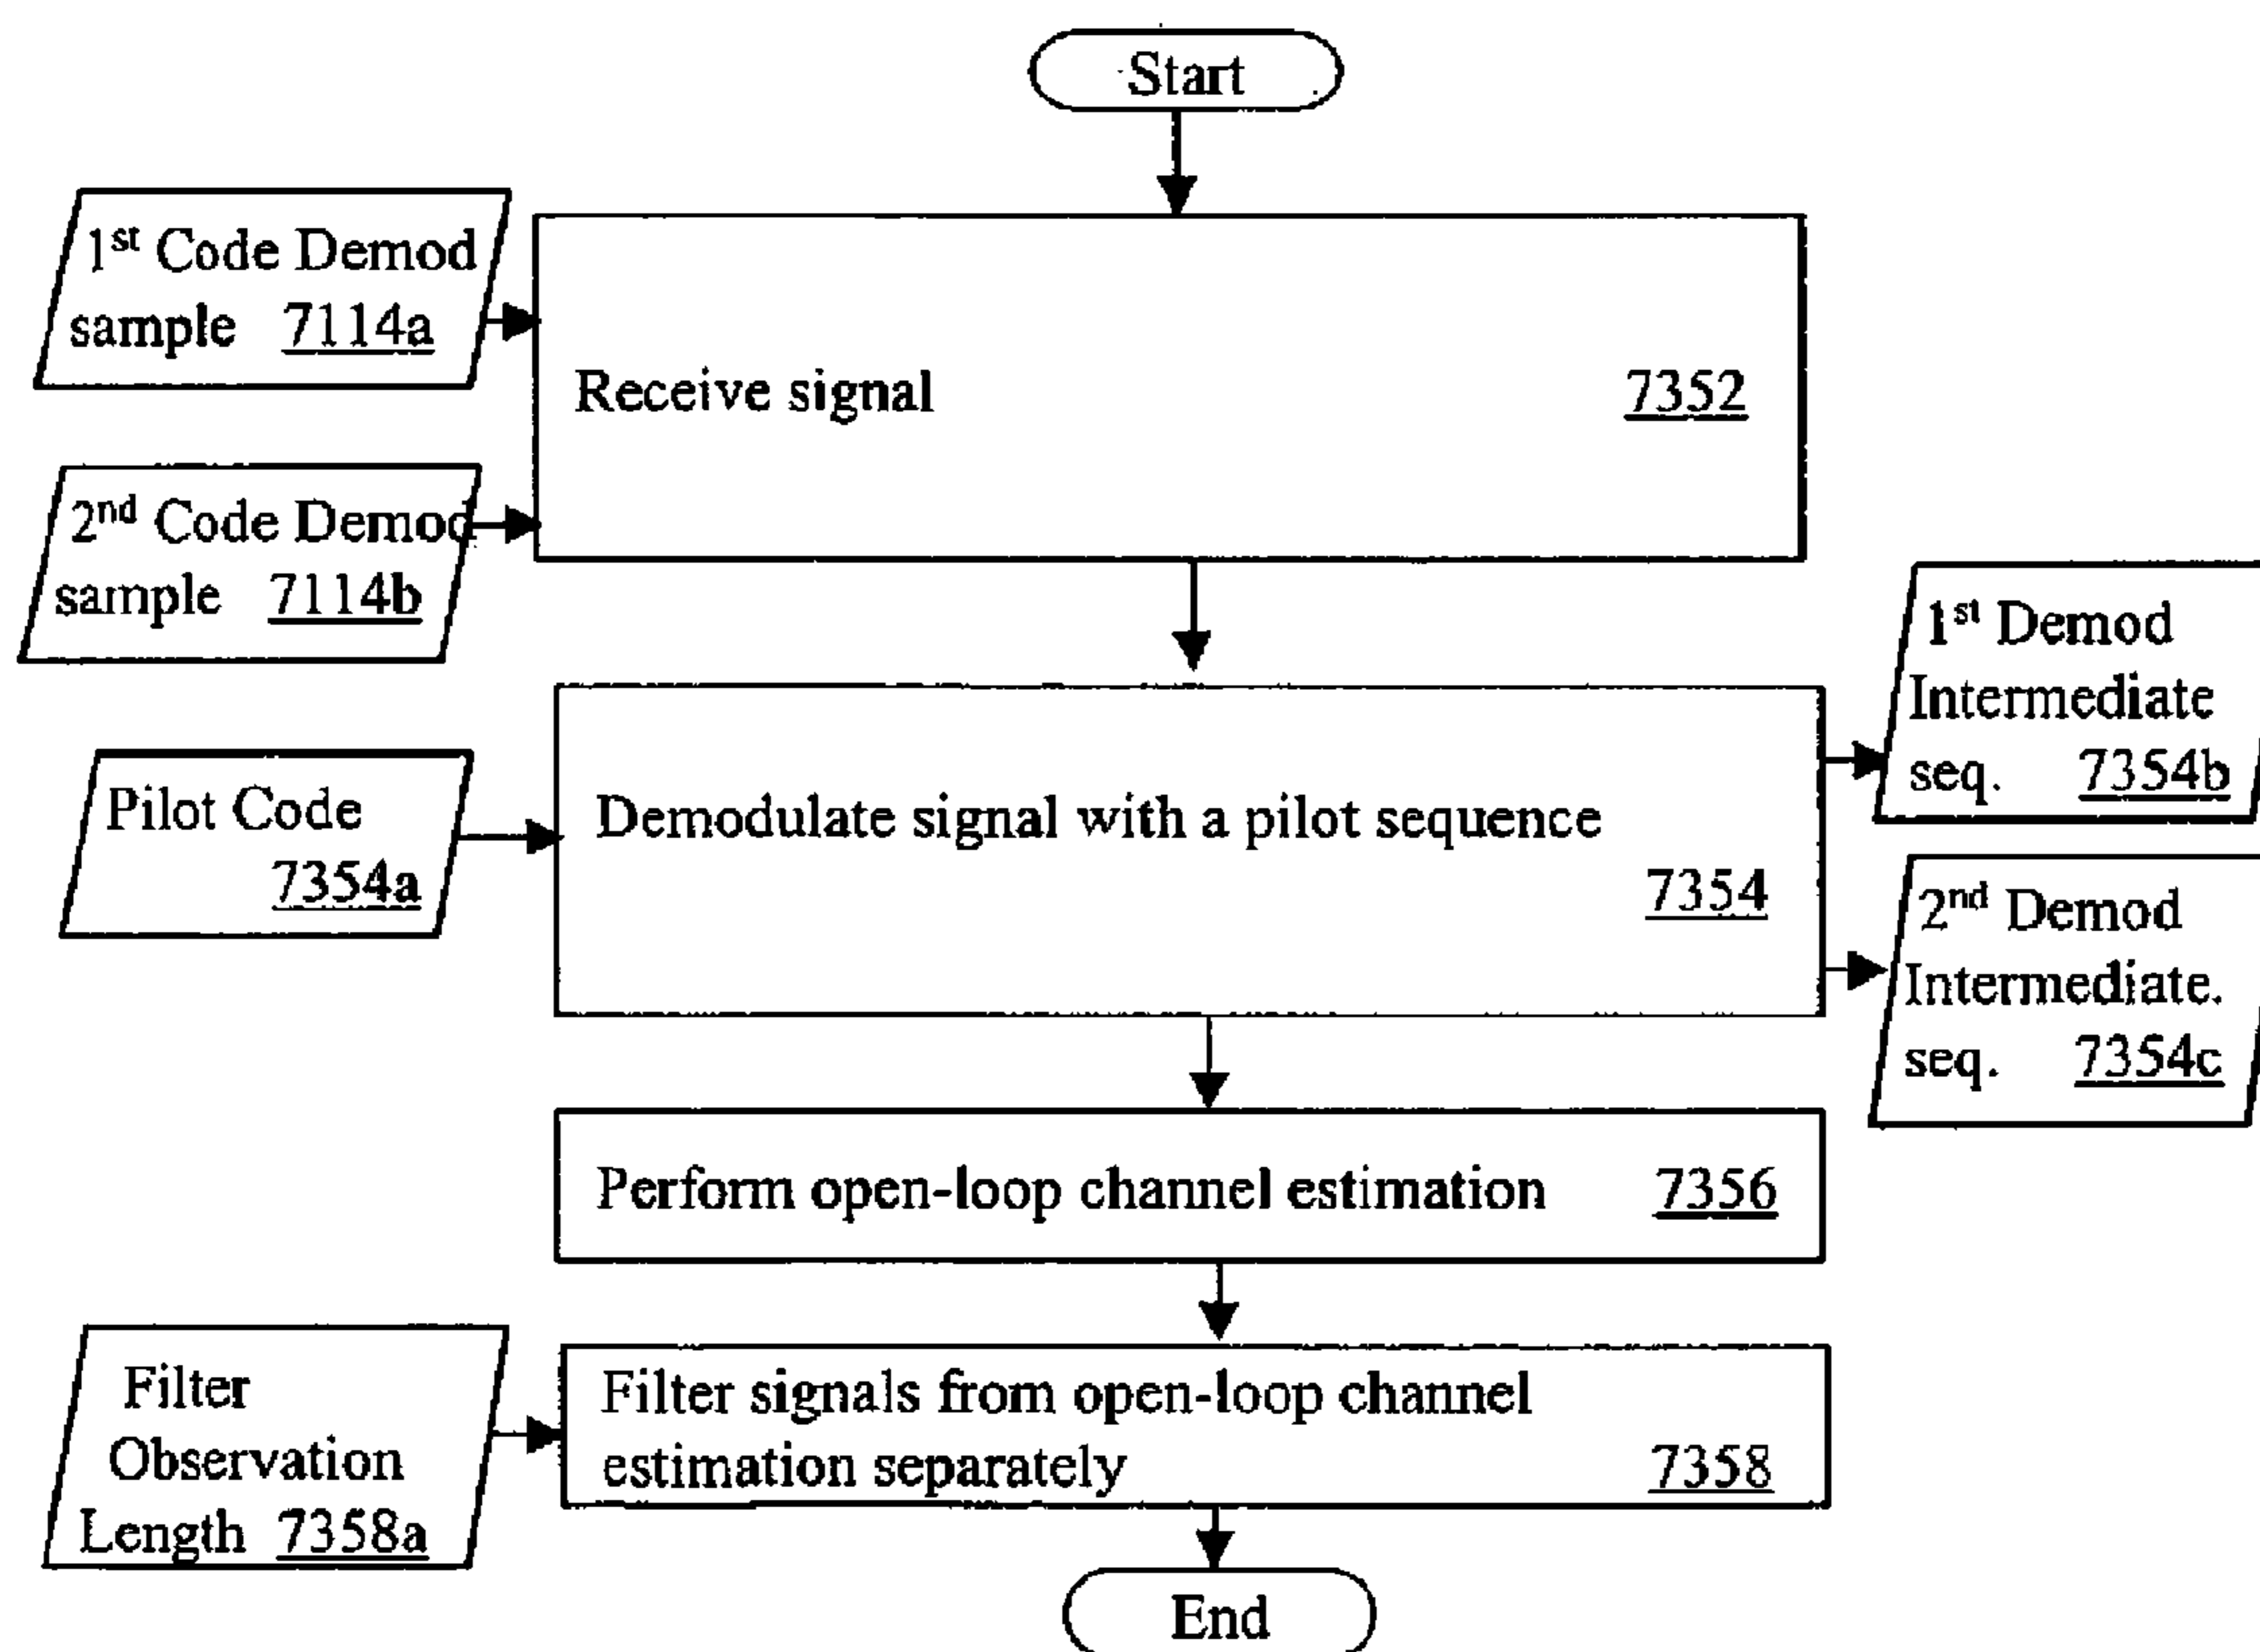 Start
1st Code Demod
sample 7114a
Receive signal 7352
2nd Code Demod
sample 7114b
1st Demod
Intermediate
seq. 7354b
Pilot Code
7354a
Demodulate signal with a pilot sequence
7354
2nd Demod
Intermediate.
seq. 7354c
Perform open-loop channel estimation 7356
Filter
Observation
Length 7358a
Filter signals from open-loop channel
estimation separately 7358
End